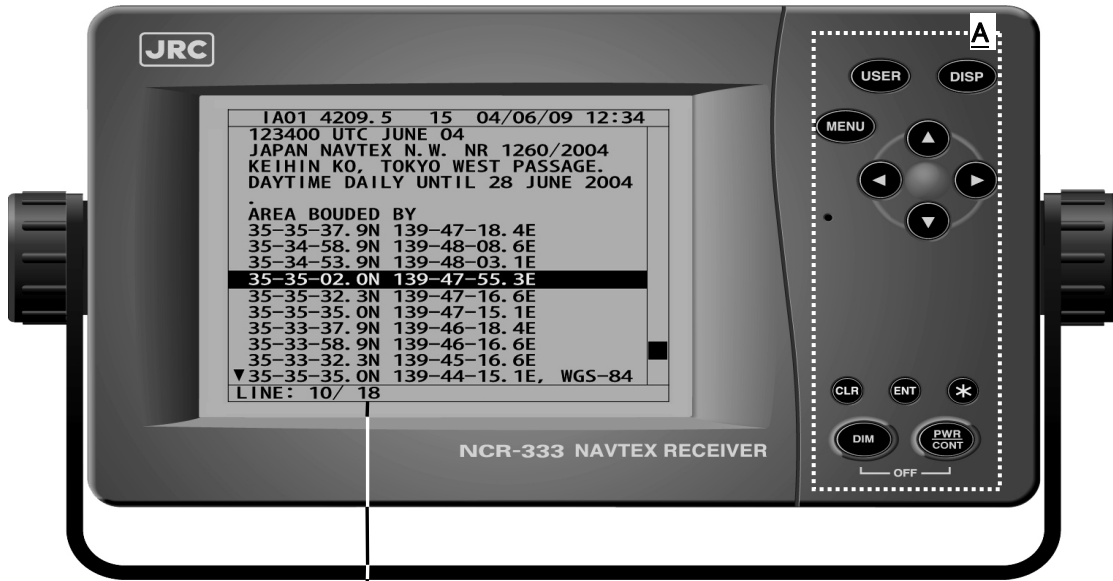 JRC
IA01 4209.5 15 04/06/09 12:34
123400 UTC JUNE 04
JAPAN NAVTEX N.W. NR 1260/2004
KEIHIN KO, TOKYO WEST PASSAGE.
DAYTIME DAILY UNTIL 28 JUNE 2004
.
AREA BOUDED BY
35-35-37.9N 139-47-18.4E
35-34-58.9N 139-48-08.6E
35-34-53.9N 139-48-03.1E
35-35-02.0N 139-47-55.3E
35-35-32.3N 139-47-16.6E
35-35-35.0N 139-47-15.1E
35-33-37.9N 139-46-18.4E
35-33-58.9N 139-46-16.6E
35-33-32.3N 139-45-16.6E
▼35-35-35.0N 139-44-15.1E, WGS-84
LINE: 10/ 18
NCR-333 NAVTEX RECEIVER
A
USER DISP
MENU
▲
◀ ▶
▼
CLR ENT *
DIM PWR
CONT
OFF